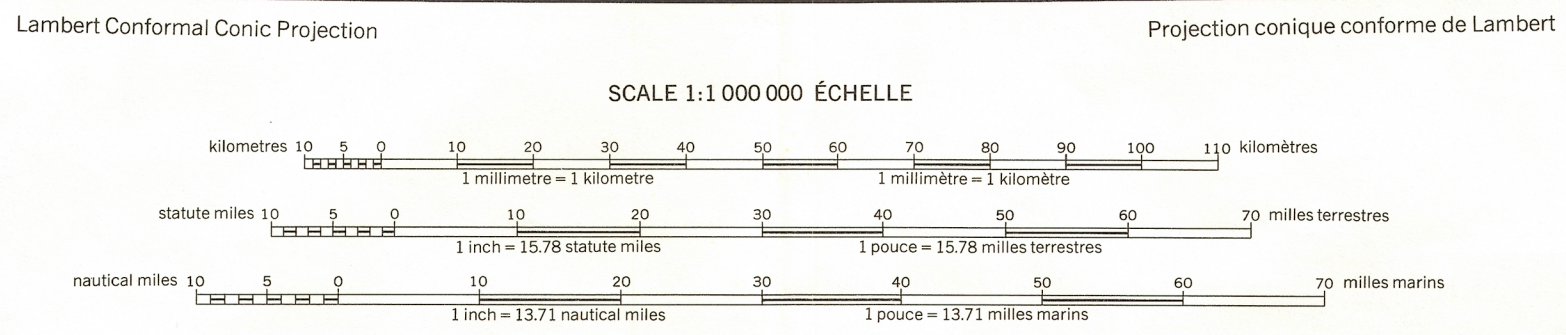 Lambert Conformal Conic Projection Projection conique conforme de Lambert
SCALE 1:1 000 000 ÉCHELLE
kilometres 10 5 0 10 20 30 40 50 60 70 80 90 100 110 kilomètres
1 millimetre = 1 kilometre 1 millimètre = 1 kilomètre
statute miles 10 5 0 10 20 30 40 50 60 70 milles terrestres
1 inch = 15.78 statute miles 1 pouce = 15.78 milles terrestres
nautical miles 10 5 0 10 20 30 40 50 60 70 milles marins
1 inch = 13.71 nautical miles 1 pouce = 13.71 milles marins